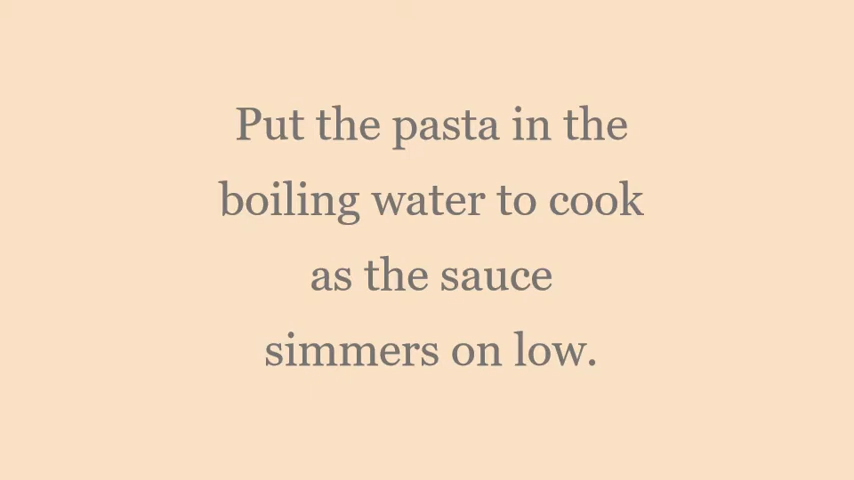 Put the pasta in the
boiling water to cook
as the sauce
simmers on low.